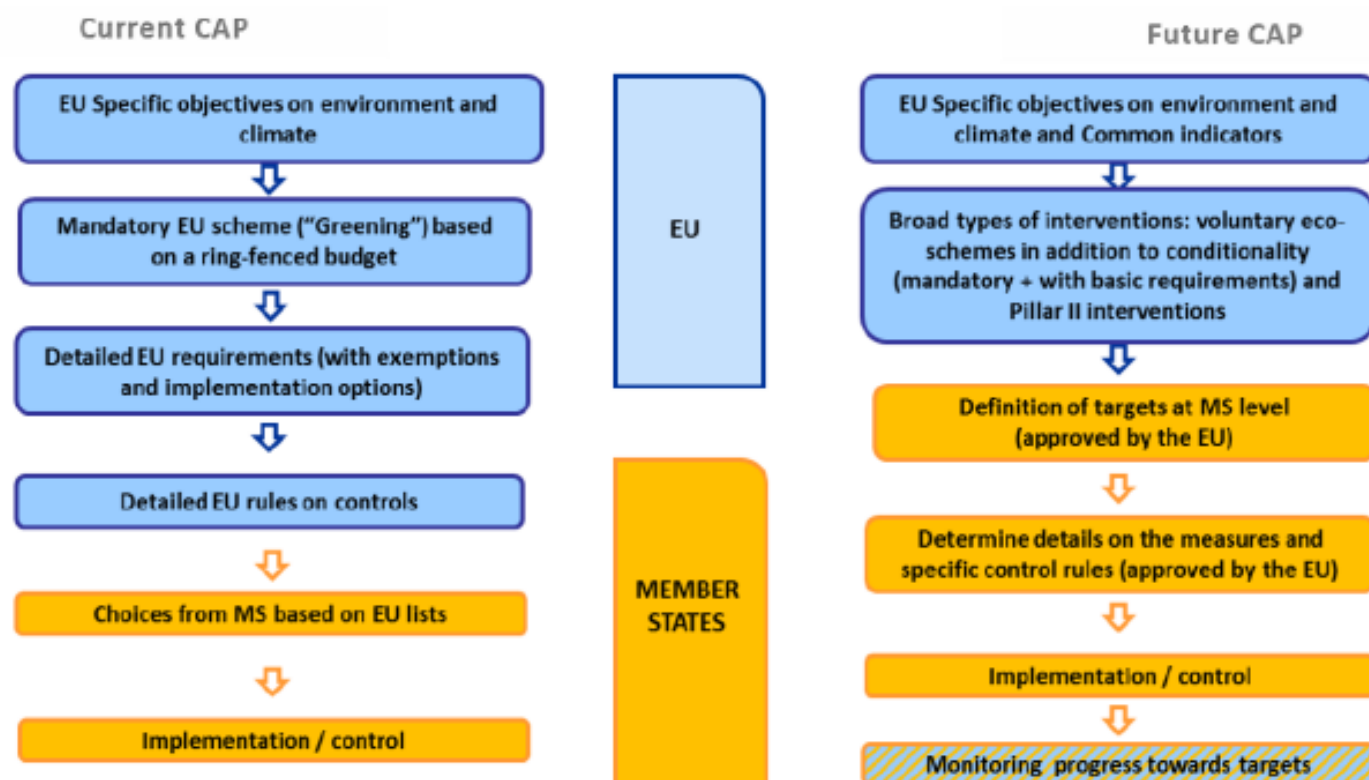 Current CAP
EU Specific objectives on environment and
climate
Mandatory EU scheme (“Greening”) based
on a ring-fenced budget
Detailed EU requirements (with exemptions
and implementation options)
Detailed EU rules on controls
Choices from MS based on EU lists
Implementation / control
EU
MEMBER
STATES
Future CAP
EU Specific objectives on environment and
climate and Common indicators
Broad types of interventions: voluntary eco-
schemes in addition to conditionality
(mandatory + with basic requirements) and
Pillar II interventions
Definition of targets at MS level
(approved by the EU)
Determine details on the measures and
specific control rules (approved by the EU)
Implementation / control
Monitoring progress towards targets